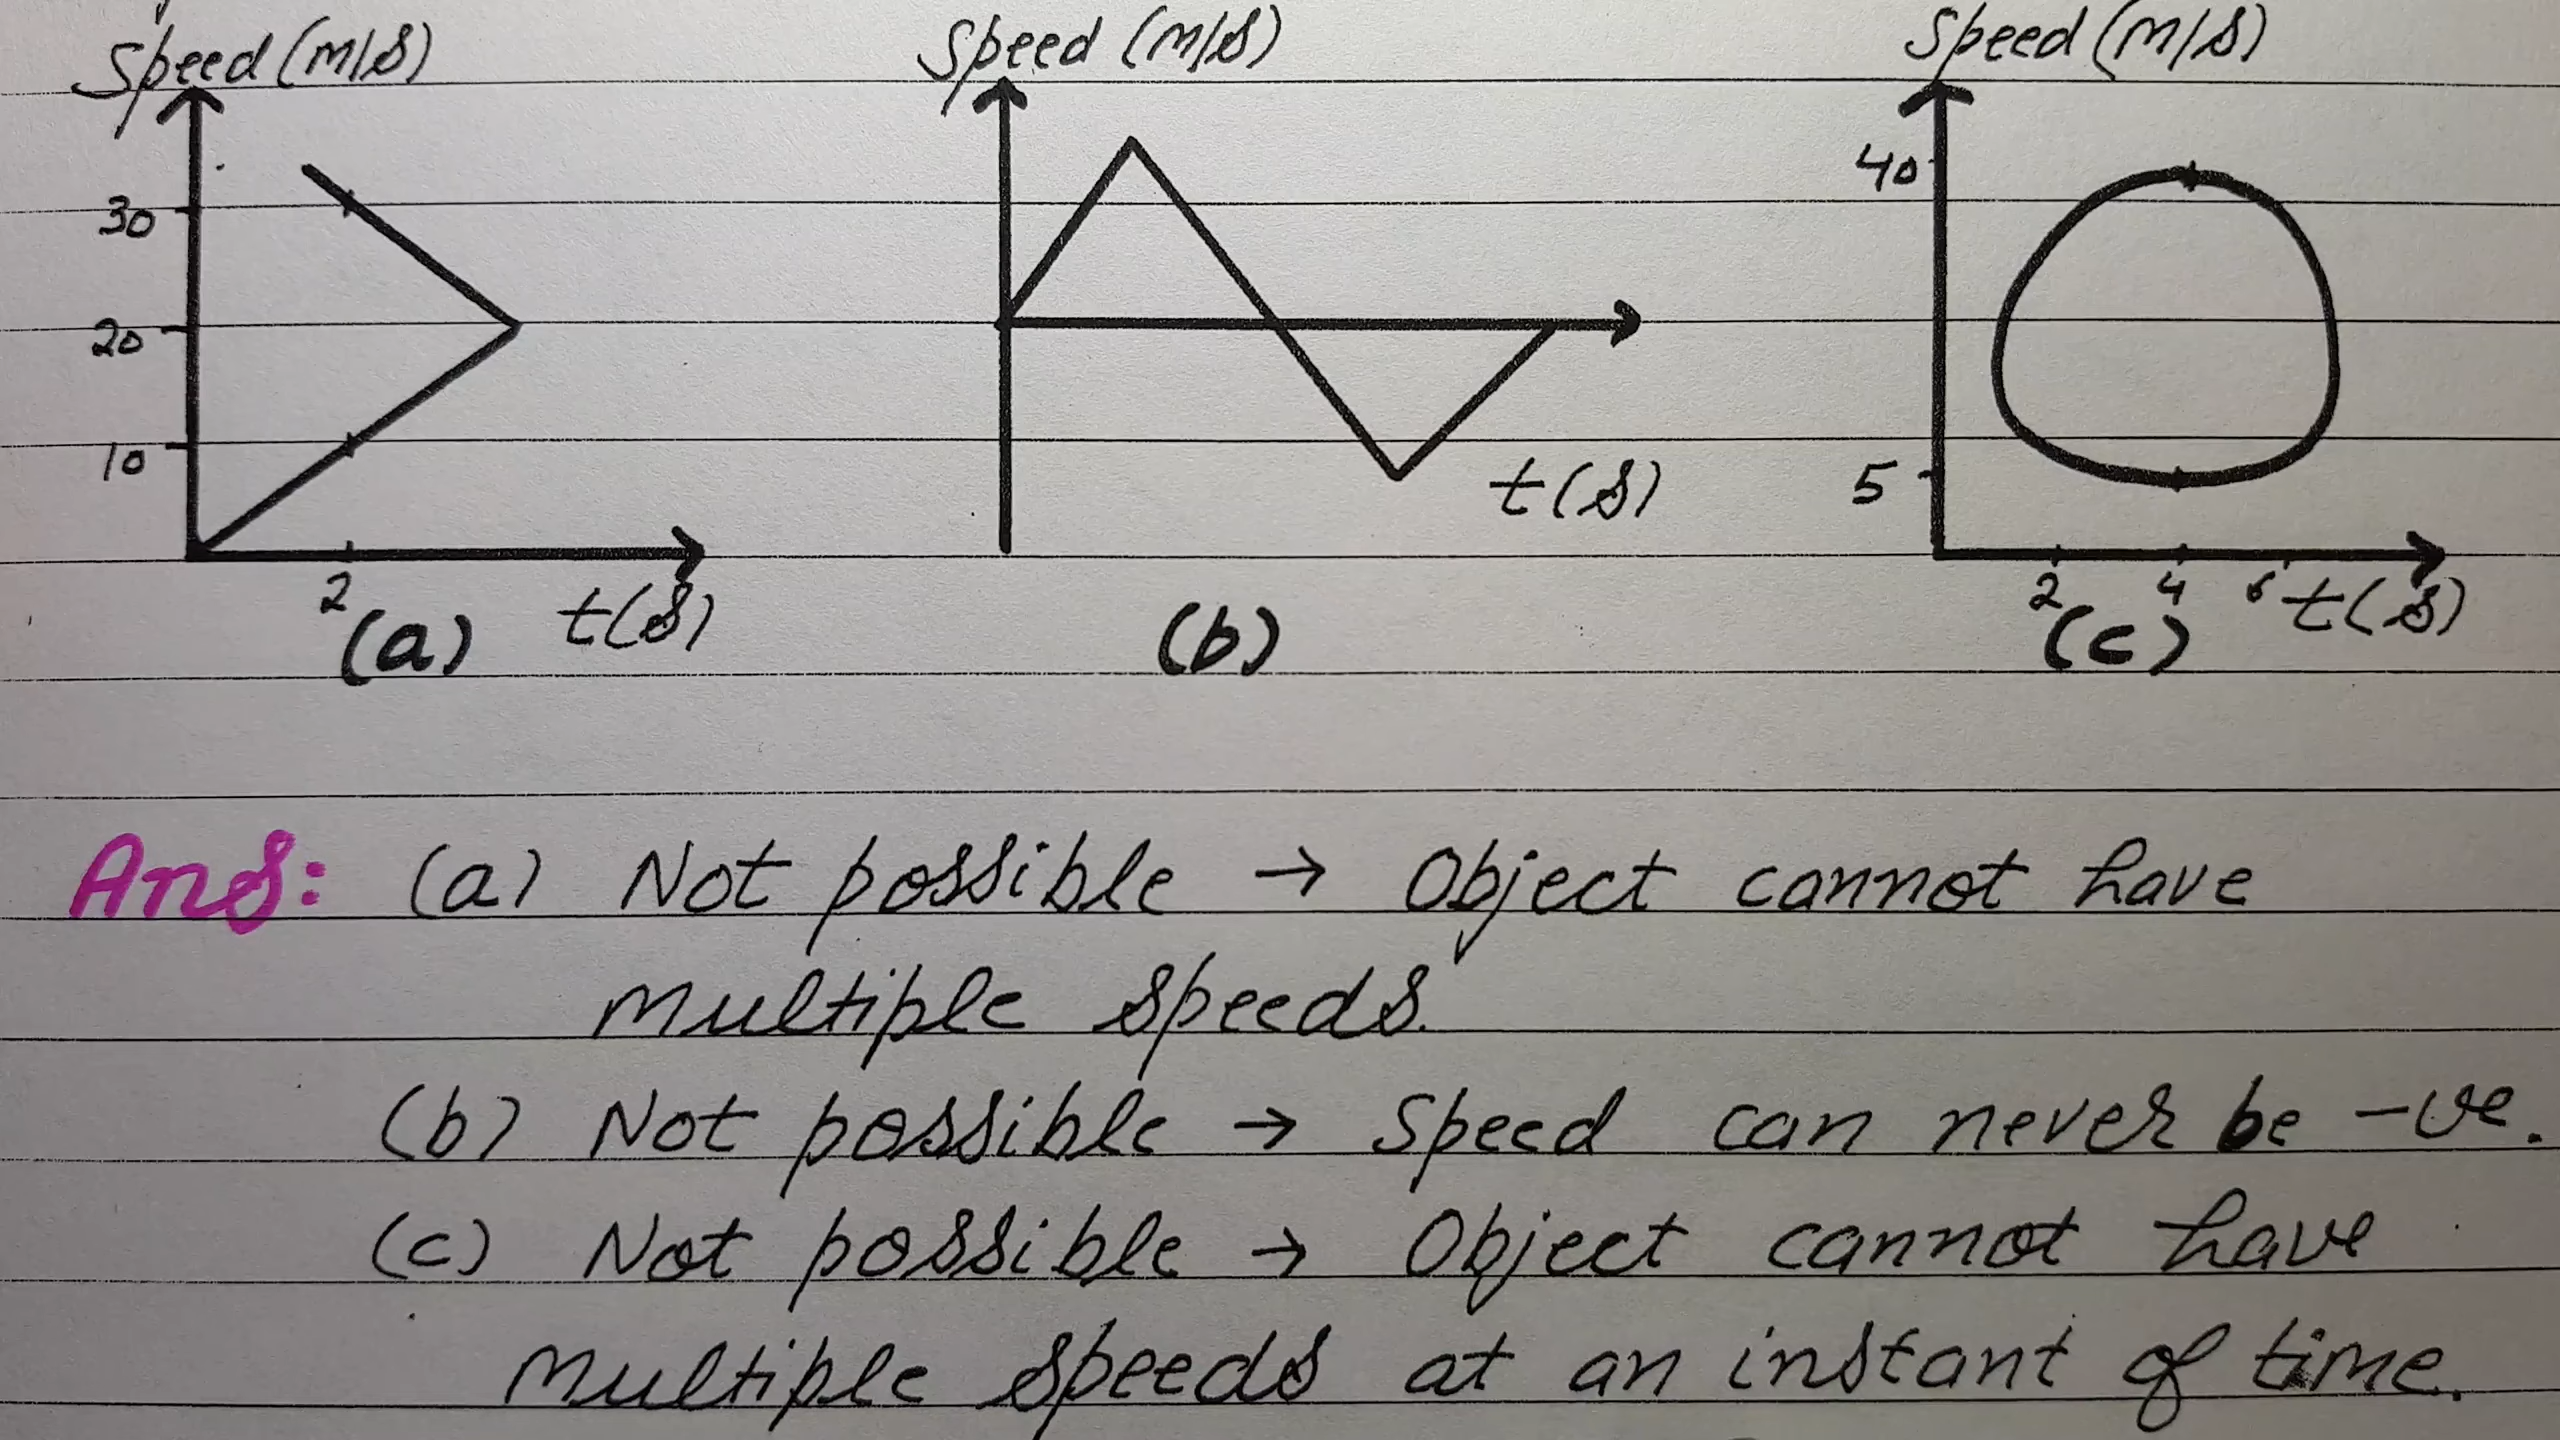 Speed (m/s) Speed (m/s) Speed (m/s)
30
20
10
2
t(s)
(a)
t(s)
(b)
40
5
2 4 6 t(s)
(c)
Ans: (a) Not possible → Object cannot have
multiple speeds.
(b) Not possible → Speed can never be -ve.
(c) Not possible → Object cannot have
multiple speeds at an instant of time.